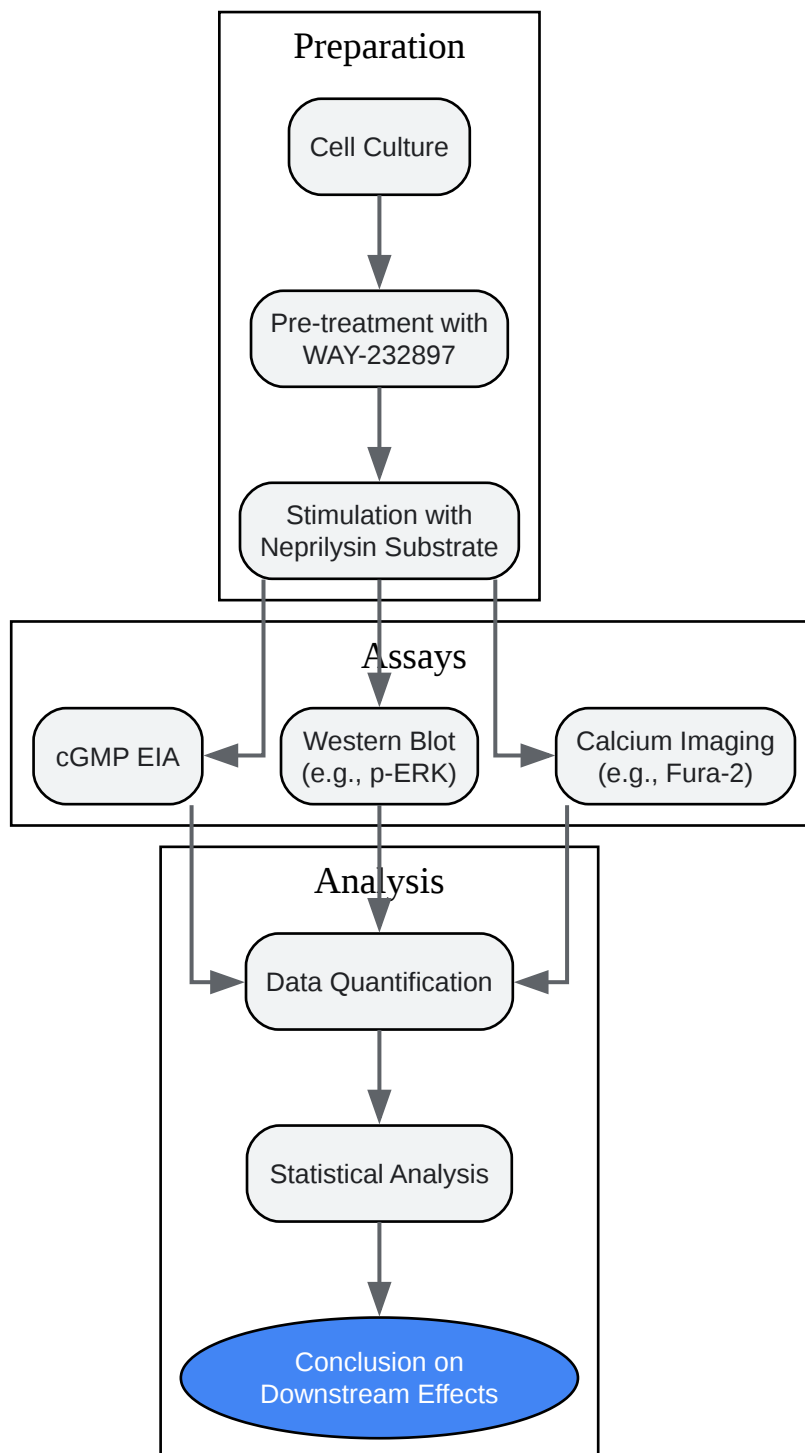 Preparation
Cell Culture
Pre-treatment with
WAY-232897
Stimulation with
Neprilysin Substrate
Assays
cGMP EIA
Western Blot
(e.g., p-ERK)
Calcium Imaging
(e.g., Fura-2)
Analysis
Data Quantification
Statistical Analysis
Conclusion on
Downstream Effects